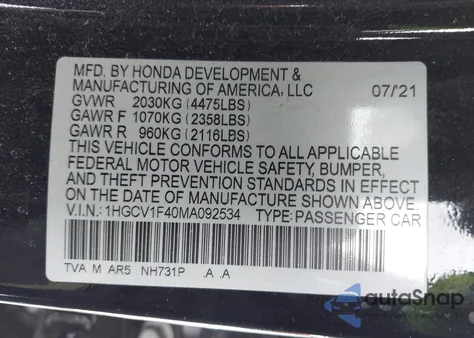 MFD. BY HONDA DEVELOPMENT &
MANUFACTURING OF AMERICA, LLC 07/21
GVWR 2030KG (4475LBS)
GAWR F 1070KG (2358LBS)
GAWR R 960KG (2116LBS)
THIS VEHICLE CONFORMS TO ALL APPLICABLE
FEDERAL MOTOR VEHICLE SAFETY, BUMPER,
AND THEFT PREVENTION STANDARDS IN EFFECT
ON THE DATE OF MANUFACTURE SHOWN ABOVE.
V.I.N.: 1HGCV1F40MA092534 TYPE: PASSENGER CAR
TVA M AR5 NH731P .A .A
AutoSnap